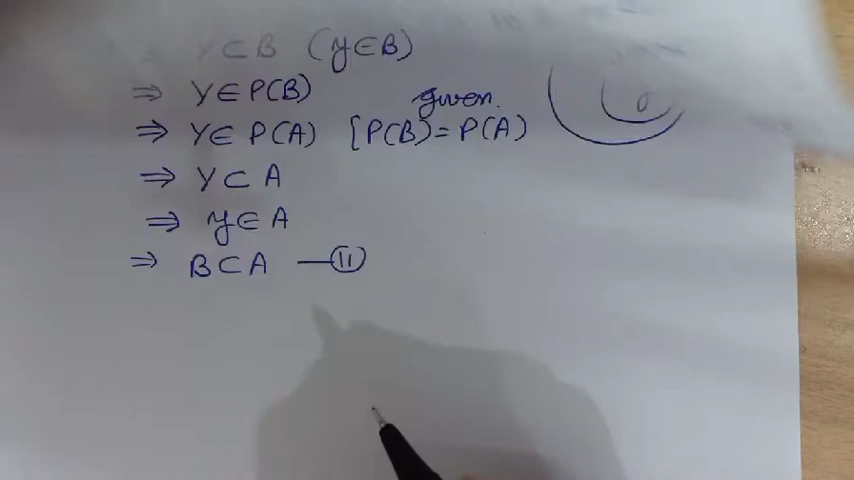 Y⊂B (y∈B)
⇒ Y∈P(B)
given.
⇒ Y∈ P(A) [P(B)= P(A)
⇒ Y⊂ A
⇒ y∈ A
⇒ B⊂A —(II)